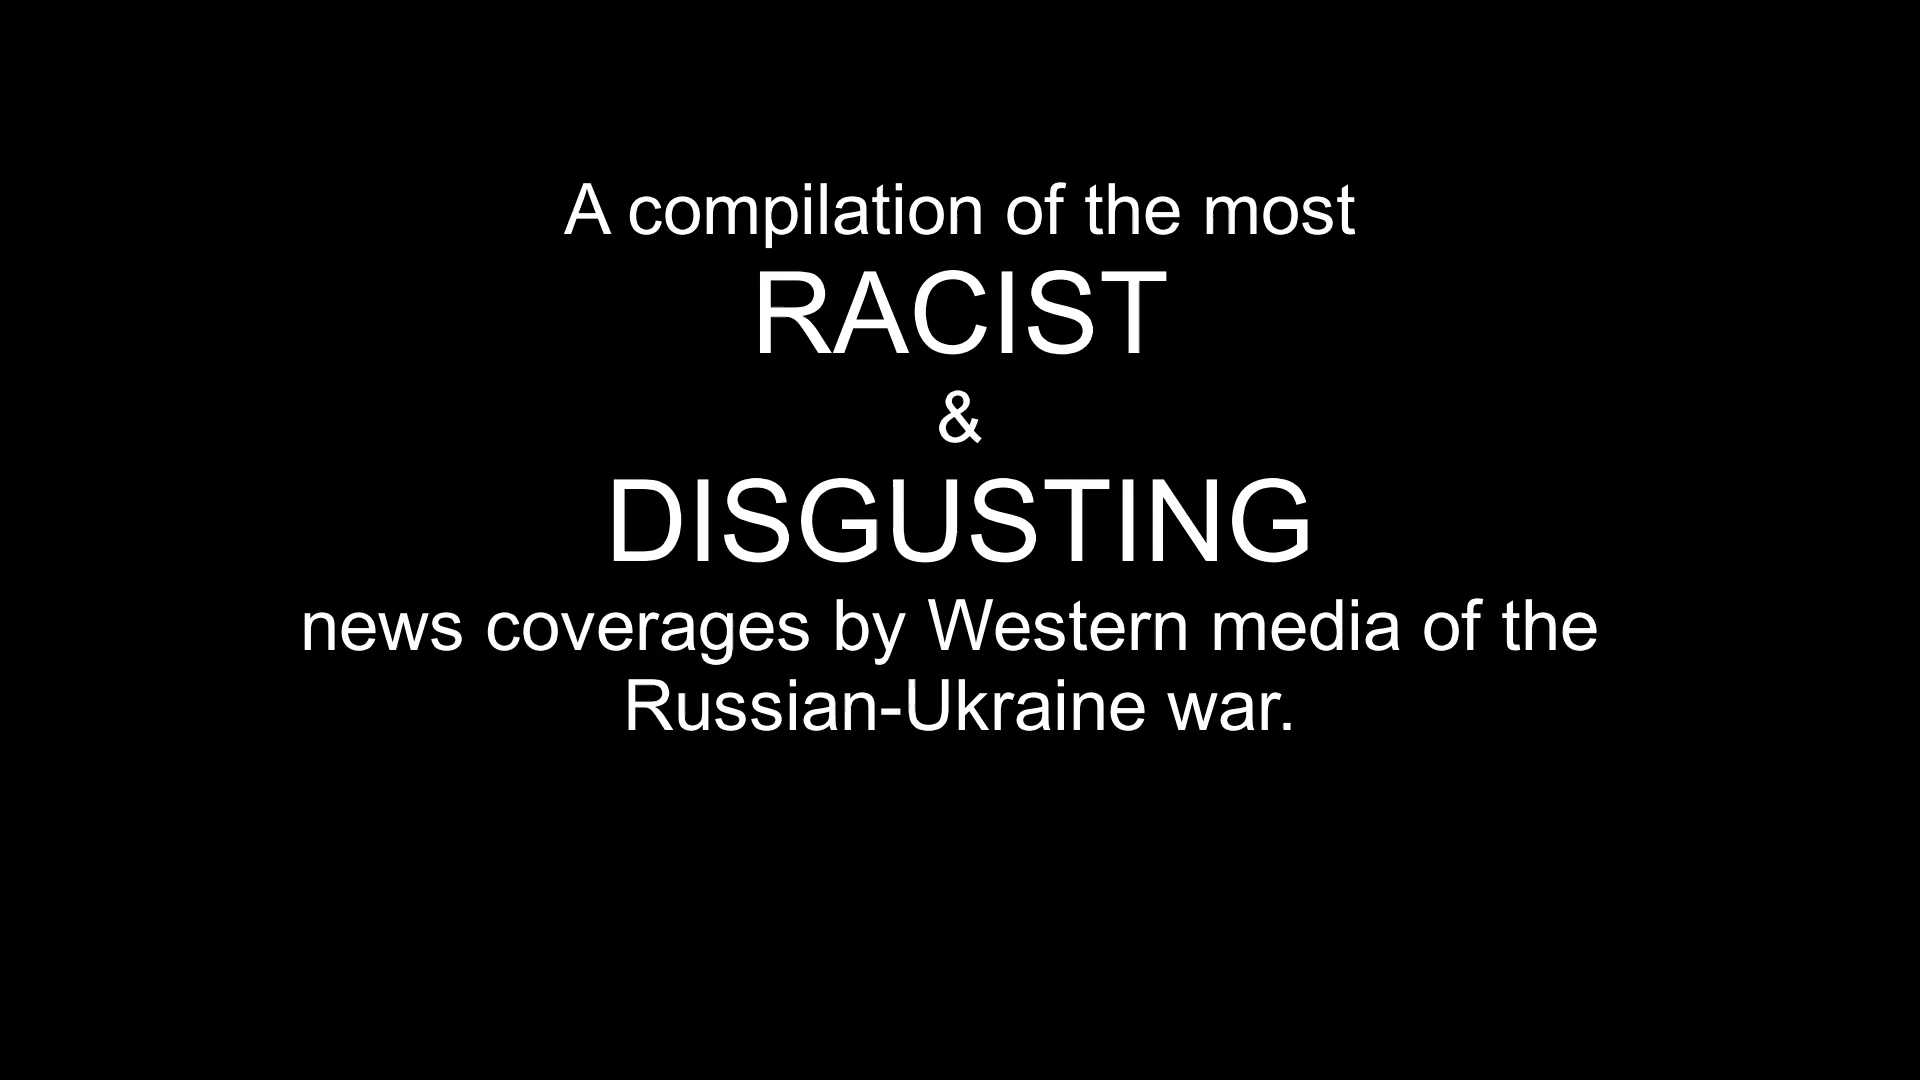 A compilation of the most
RACIST
&
DISGUSTING
news coverages by Western media of the
Russian-Ukraine war.